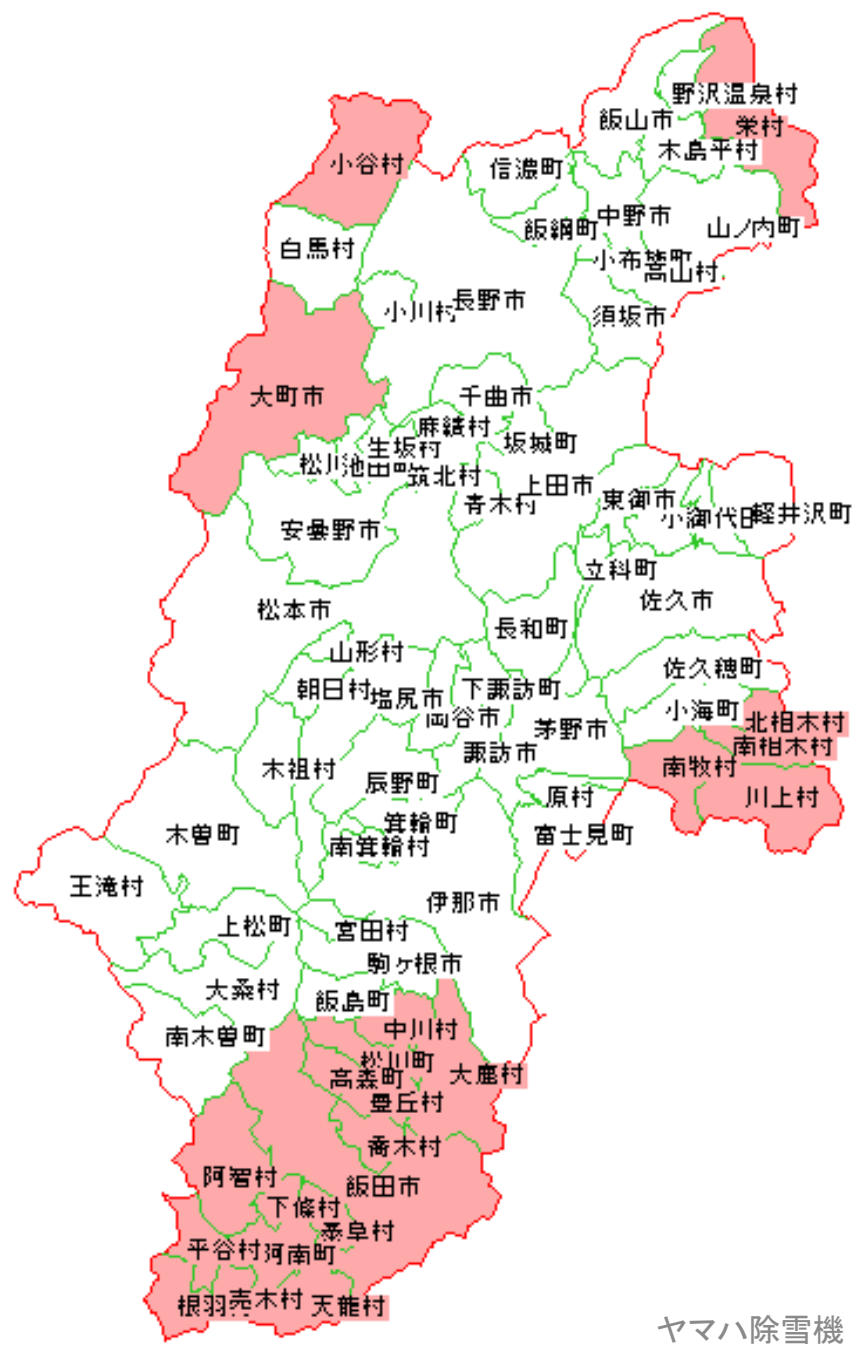 野沢温泉村
飯山市
栄村
木島平村
小谷村
信濃町
中野市
飯綱町
山ノ内町
白馬村
小布施町
高山村
長野市
小川村
須坂市
大町市
千曲市
麻績村
坂城町
生坂村
松川
池田町
筑北村
上田市
青木村
東御市
小
御代田
軽井沢町
安曇野市
立科町
佐久市
松本市
長和町
山形村
佐久穂町
朝日村
塩尻市
下諏訪町
岡谷市
小海町
北相木村
茅野市
南相木村
諏訪市
木祖村
南牧村
辰野町
原村
川上村
箕輪町
木曽町
南箕輪村
富士見町
王滝村
伊那市
上松町
宮田村
駒ヶ根市
大桑村
飯島町
南木曽町
中川村
松川町
高森町
大鹿村
豊丘村
喬木村
阿智村
飯田市
下條村
泰阜村
平谷村
阿南町
根羽
売木村
天龍村
ヤマハ除雪機